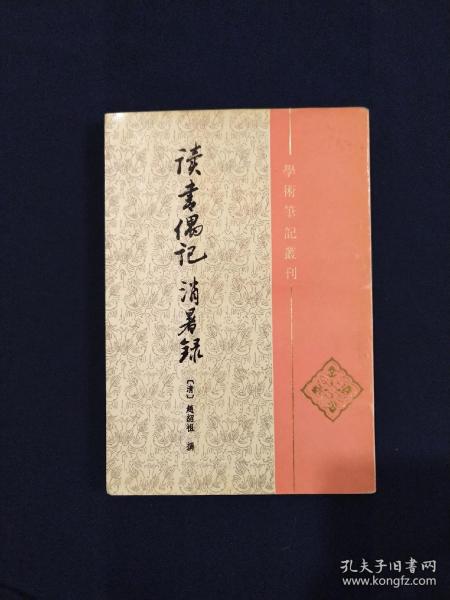 读书偶记 消暑録
〔清〕趙紹祖 撰
學術筆記叢刊
孔夫子旧书网
www.kongfz.com